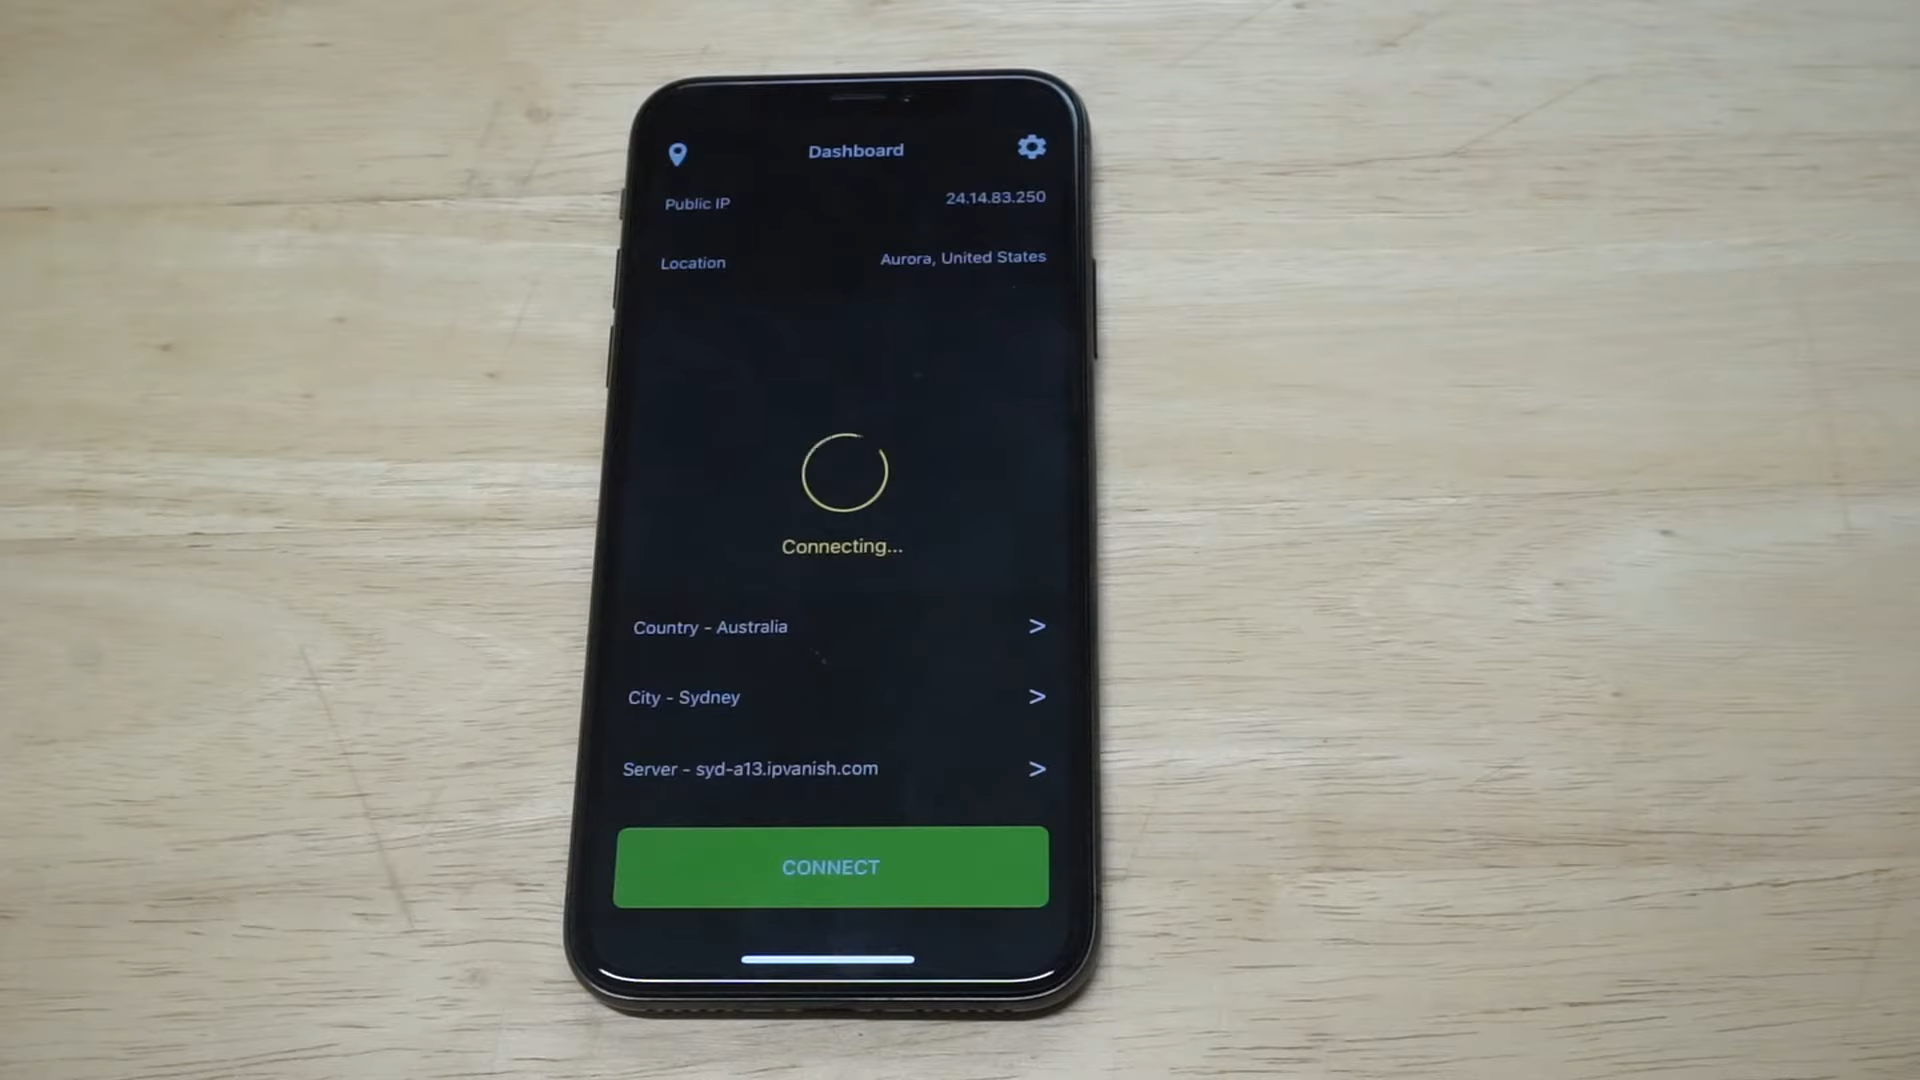 Dashboard
Public IP 24.14.83.250
Location Aurora, United States
Connecting...
Country - Australia >
City - Sydney >
Server - syd-a13.ipvanish.com >
CONNECT